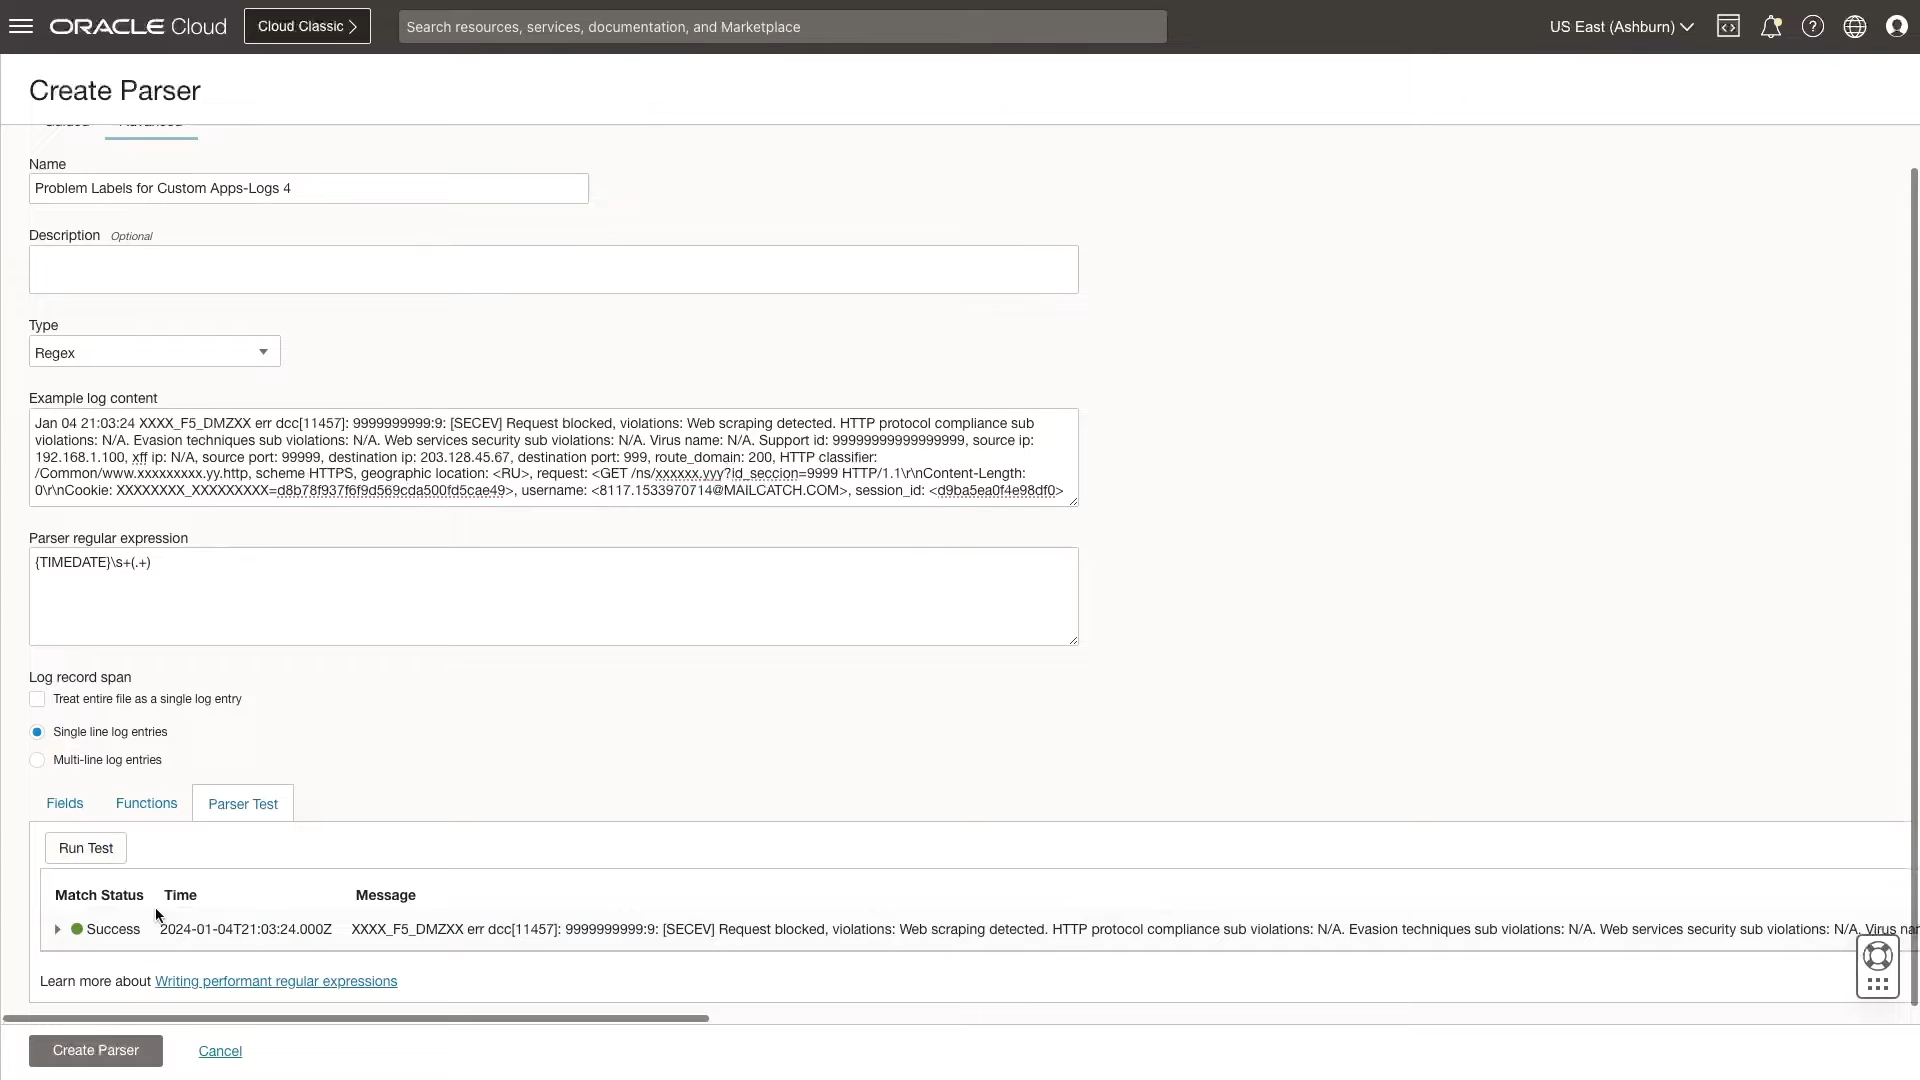 ORACLE Cloud
Cloud Classic
Search resources, services, documentation, and Marketplace
US East (Ashburn)
Create Parser
Guided Advanced
Name
Problem Labels for Custom Apps-Logs 4
Description Optional
Type
Regex
Example log content
Jan 04 21:03:24 XXXX_F5_DMZXX err dcc[11457]: 9999999999:9: [SECEV] Request blocked, violations: Web scraping detected. HTTP protocol compliance sub
violations: N/A. Evasion techniques sub violations: N/A. Web services security sub violations: N/A. Virus name: N/A. Support id: 99999999999999999, source ip:
192.168.1.100, xff ip: N/A, source port: 99999, destination ip: 203.128.45.67, destination port: 999, route_domain: 200, HTTP classifier:
/Common/www.xxxxxxxxx.yy.http, scheme HTTPS, geographic location: <RU>, request: <GET /ns/xxxxxx.yyy?id_seccion=9999 HTTP/1.1\r\nContent-Length:
0\r\nCookie: XXXXXXXX_XXXXXXXXX=d8b78f937f6f9d569cda500fd5cae49>, username: <8117.1533970714@MAILCATCH.COM>, session_id: <d9ba5ea0f4e98df0>
Parser regular expression
{TIMEDATE}\s+(.+)
Log record span
Treat entire file as a single log entry
Single line log entries
Multi-line log entries
Fields Functions Parser Test
Run Test
Match Status Time Message
Success 2024-01-04T21:03:24.000Z XXXX_F5_DMZXX err dcc[11457]: 9999999999:9: [SECEV] Request blocked, violations: Web scraping detected. HTTP protocol compliance sub violations: N/A. Evasion techniques sub violations: N/A. Web services security sub violations: N/A. Virus nar
Learn more about Writing performant regular expressions
Create Parser Cancel